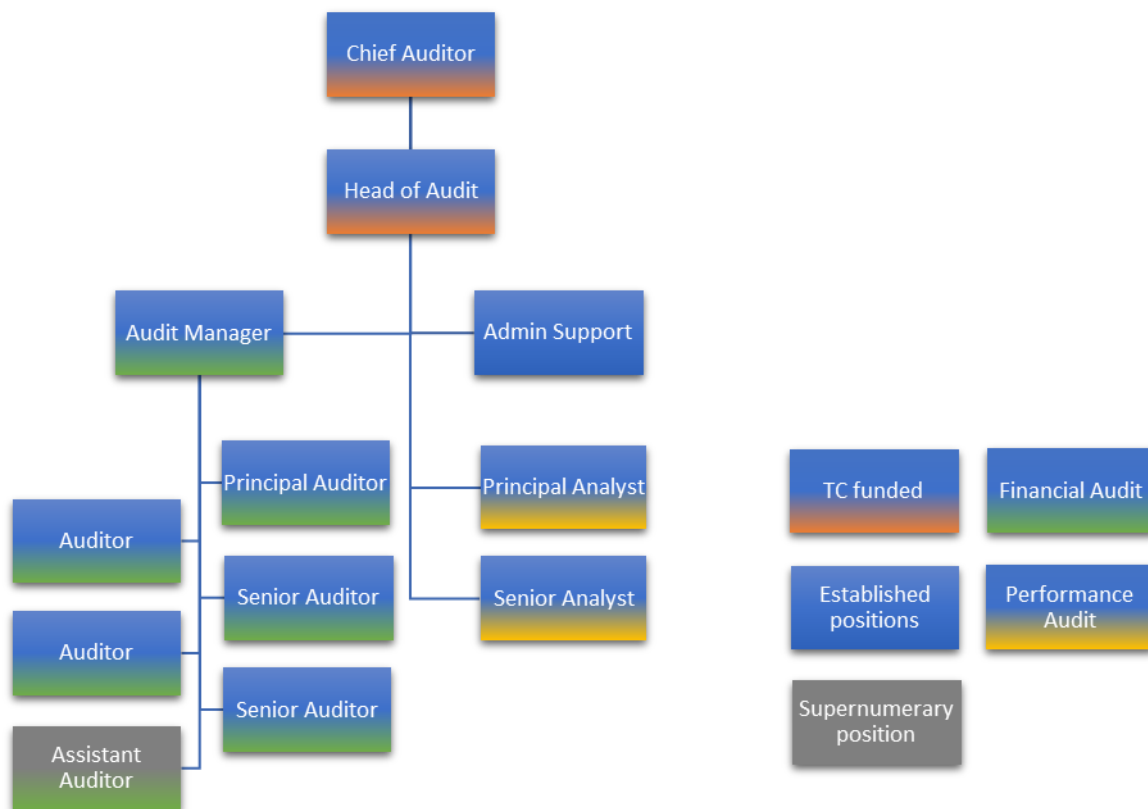 Chief Auditor
Head of Audit
Audit Manager
Admin Support
Principal Auditor
Principal Analyst
Auditor
Senior Auditor
Senior Analyst
Auditor
Senior Auditor
Assistant
Auditor
TC funded
Financial Audit
Established
positions
Performance
Audit
Supernumerary
position